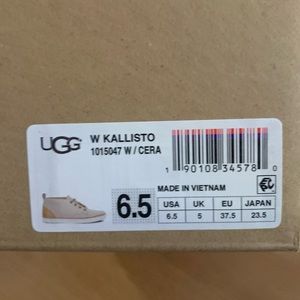 UGG
W KALLISTO
1015047 W / CERA
1 90108 34578 0
6.5
MADE IN VIETNAM
USA UK EU JAPAN
6.5 5 37.5 23.5